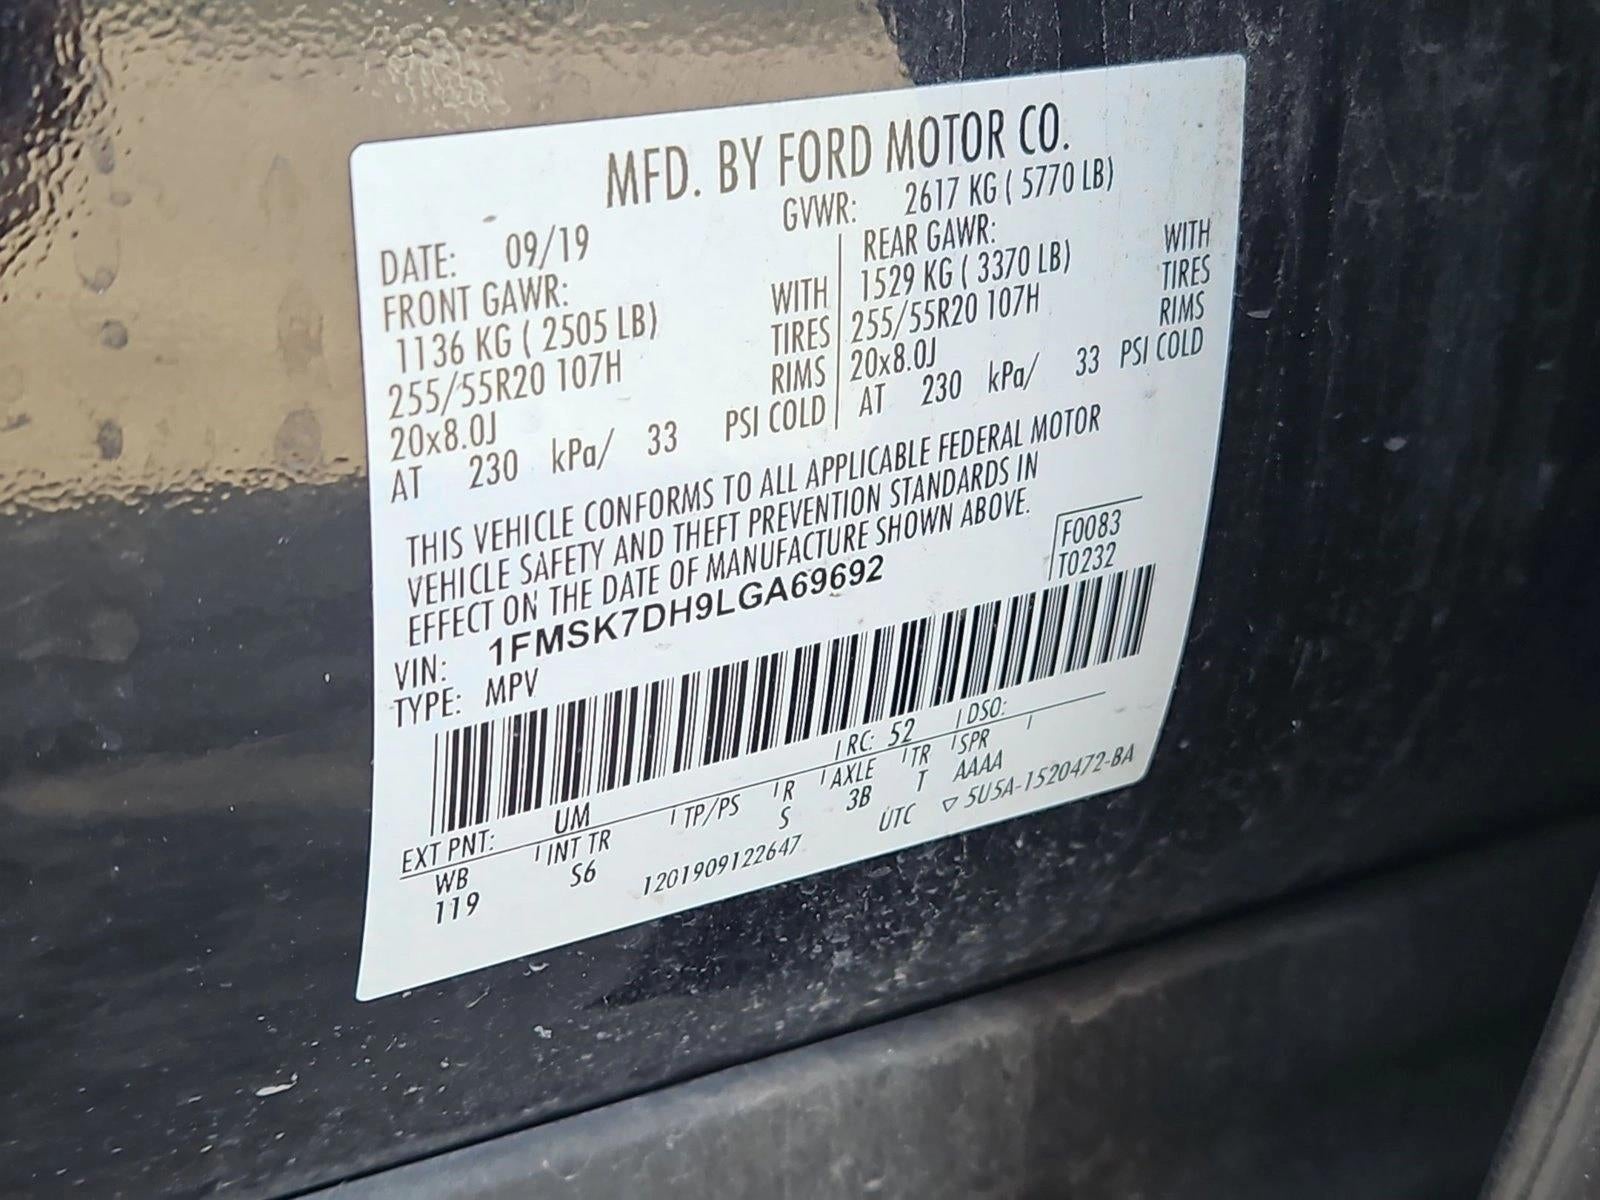 MFD. BY FORD MOTOR CO.
DATE: 09/19 GVWR: 2617 KG ( 5770 LB)
FRONT GAWR: REAR GAWR:
1136 KG ( 2505 LB) WITH 1529 KG ( 3370 LB) WITH
255/55R20 107H TIRES 255/55R20 107H TIRES
20x8.0J RIMS 20x8.0J RIMS
AT 230 kPa/ 33 PSI COLD AT 230 kPa/ 33 PSI COLD
THIS VEHICLE CONFORMS TO ALL APPLICABLE FEDERAL MOTOR
VEHICLE SAFETY AND THEFT PREVENTION STANDARDS IN
EFFECT ON THE DATE OF MANUFACTURE SHOWN ABOVE.
F0083
T0232
VIN: 1FMSK7DH9LGA69692
TYPE: MPV
EXT PNT: UM RC: 52 DSO:
WB INT TR TP/PS R AXLE TR SPR
119 S6 S 3B T AAAA
1201909122647 UTC ▽ 5U5A-1520472-BA